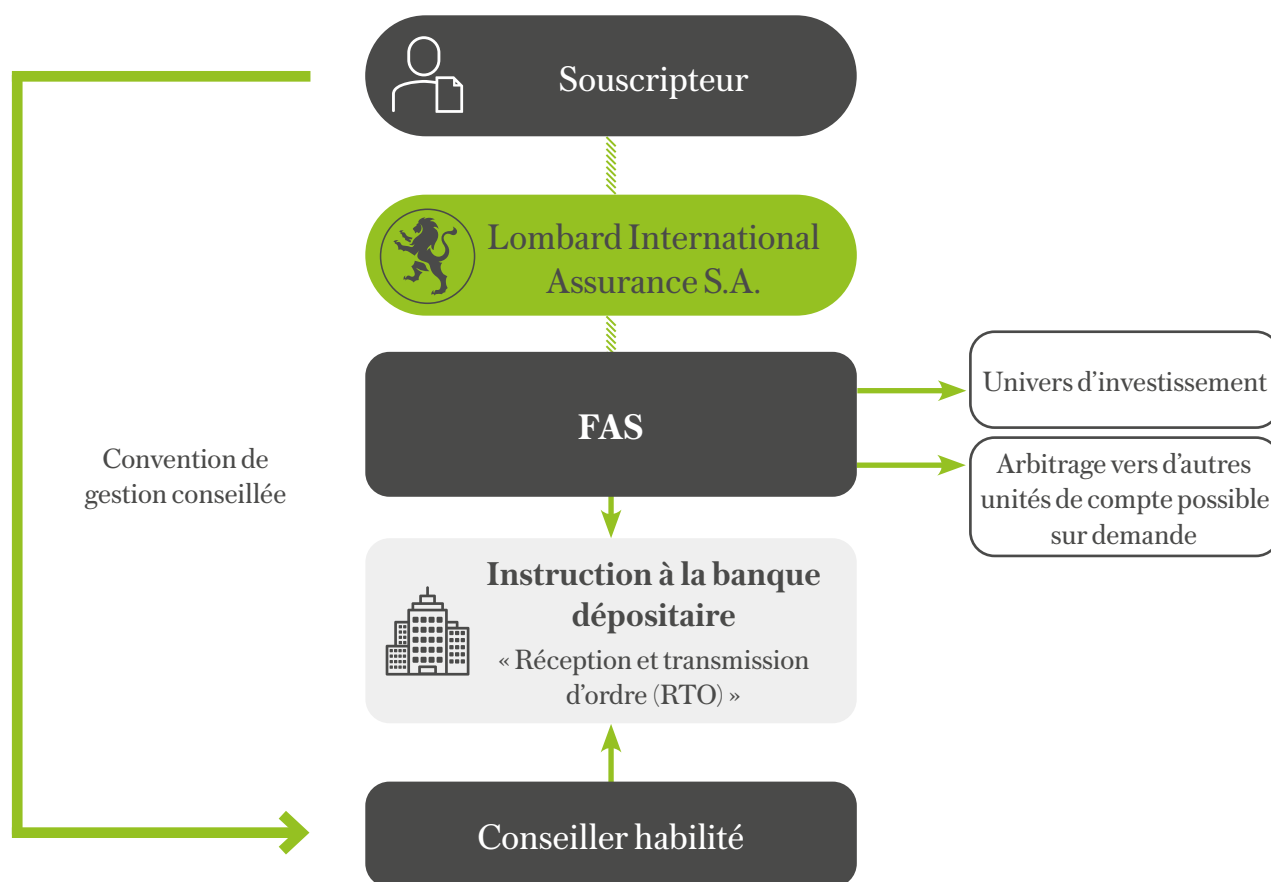 Souscripteur
Lombard International
Assurance S.A.
FAS
Univers d’investissement
Arbitrage vers d’autres
unités de compte possible
sur demande
Convention de
gestion conseillée
Instruction à la banque
dépositaire
« Réception et transmission
d’ordre (RTO) »
Conseiller habilité